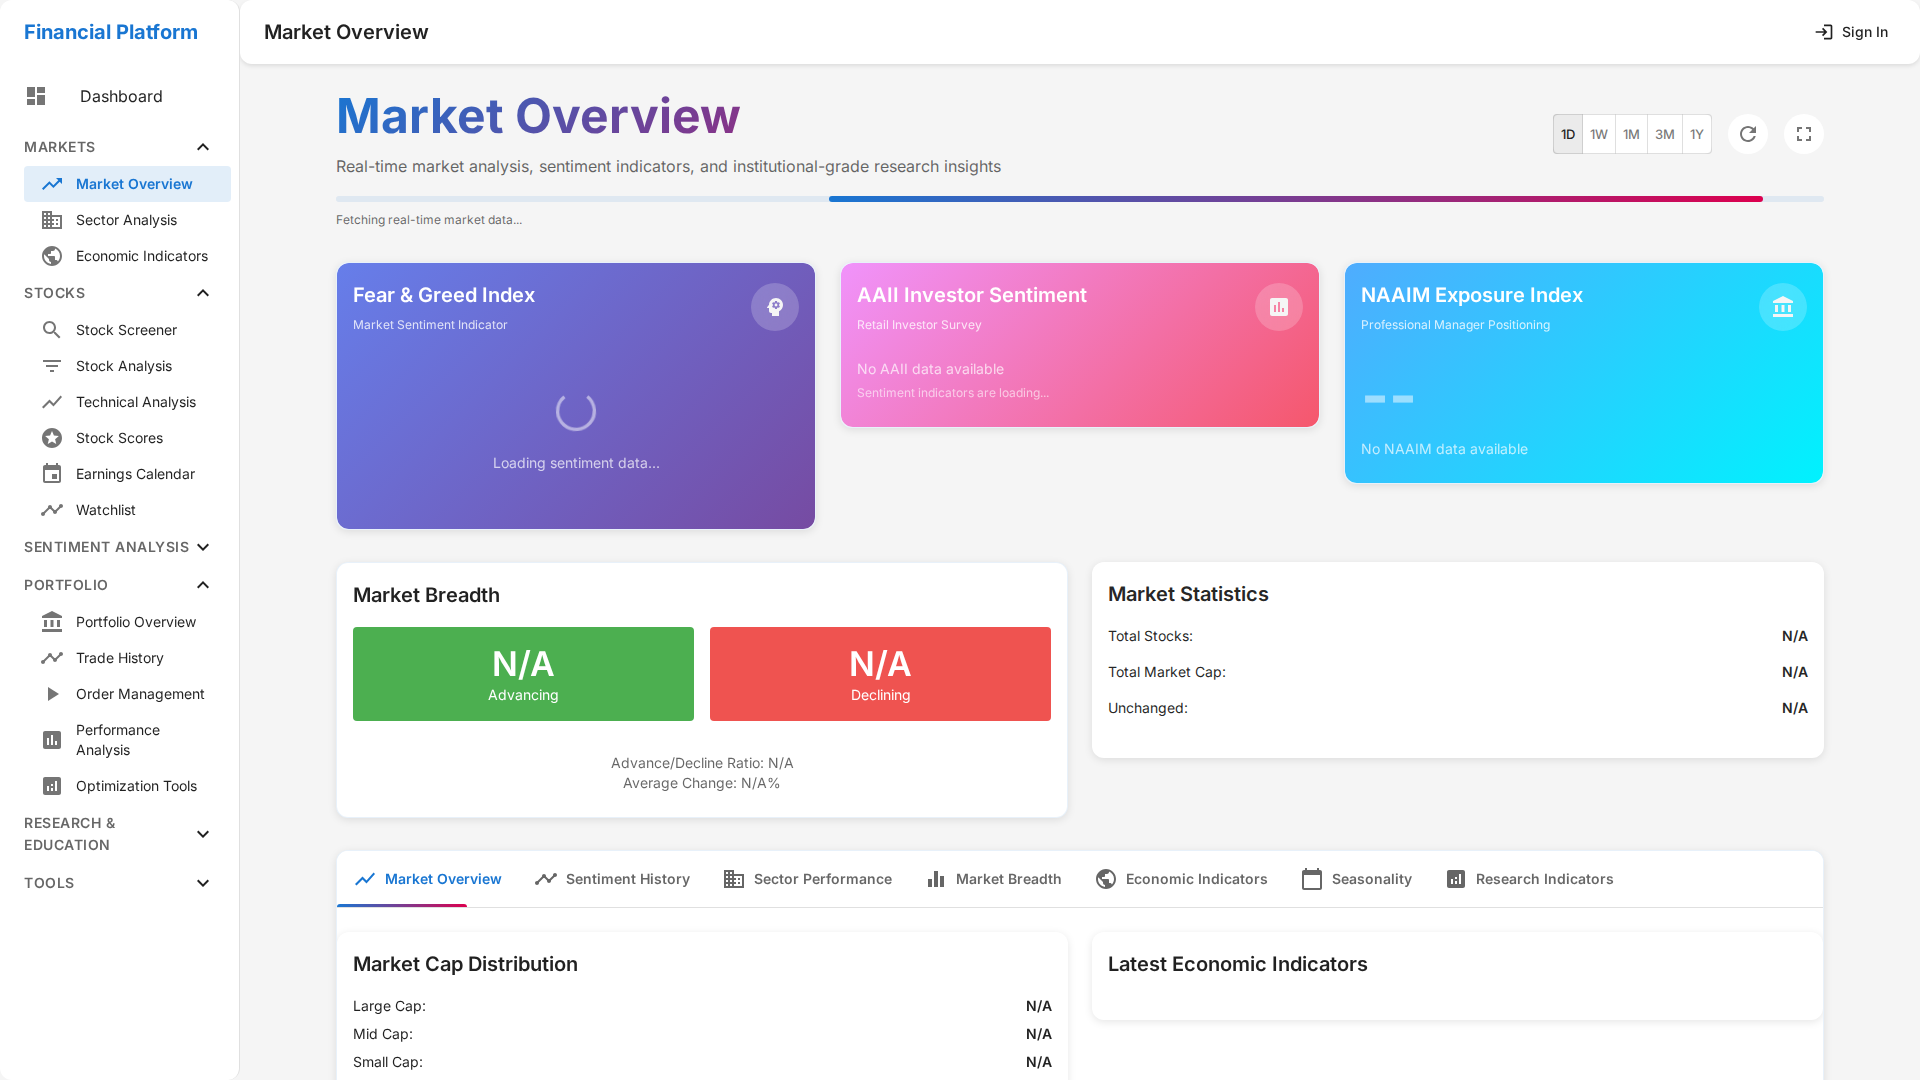 Financial Platform
Dashboard
MARKETS
Market Overview
Sector Analysis
Economic Indicators
STOCKS
Stock Screener
Stock Analysis
Technical Analysis
Stock Scores
Earnings Calendar
Watchlist
SENTIMENT ANALYSIS
PORTFOLIO
Portfolio Overview
Trade History
Order Management
Performance
Analysis
Optimization Tools
RESEARCH &
EDUCATION
TOOLS
Market Overview
Sign In
Market Overview
Real-time market analysis, sentiment indicators, and institutional-grade research insights
1D 1W 1M 3M 1Y
Fetching real-time market data...
Fear & Greed Index
Market Sentiment Indicator
Loading sentiment data...
AAII Investor Sentiment
Retail Investor Survey
No AAII data available
Sentiment indicators are loading...
NAAIM Exposure Index
Professional Manager Positioning
--
No NAAIM data available
Market Breadth
N/A
Advancing
N/A
Declining
Advance/Decline Ratio: N/A
Average Change: N/A%
Market Statistics
Total Stocks: N/A
Total Market Cap: N/A
Unchanged: N/A
Market Overview Sentiment History Sector Performance Market Breadth Economic Indicators Seasonality Research Indicators
Market Cap Distribution
Large Cap: N/A
Mid Cap: N/A
Small Cap: N/A
Latest Economic Indicators